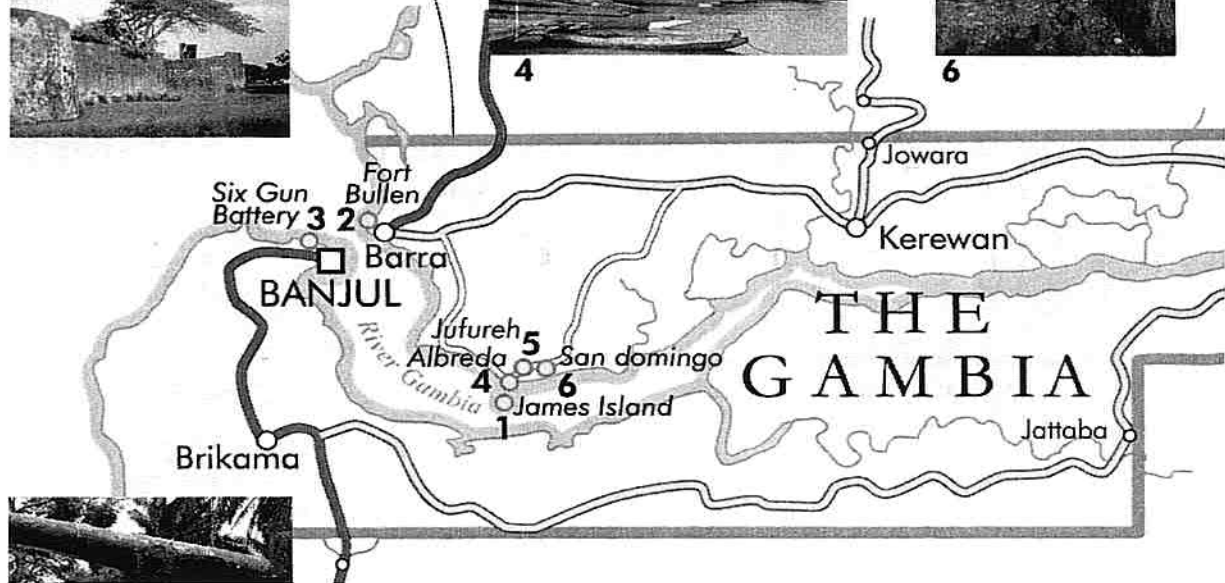 4
6
Jowara
Fort
Bullen
Six Gun
Battery 3 2
Barra
Kerewan
BANJUL
THE
GAMBIA
River Gambia
Jufureh 5
Albreda
San domingo
4 6
James Island
1
Jattaba
Brikama